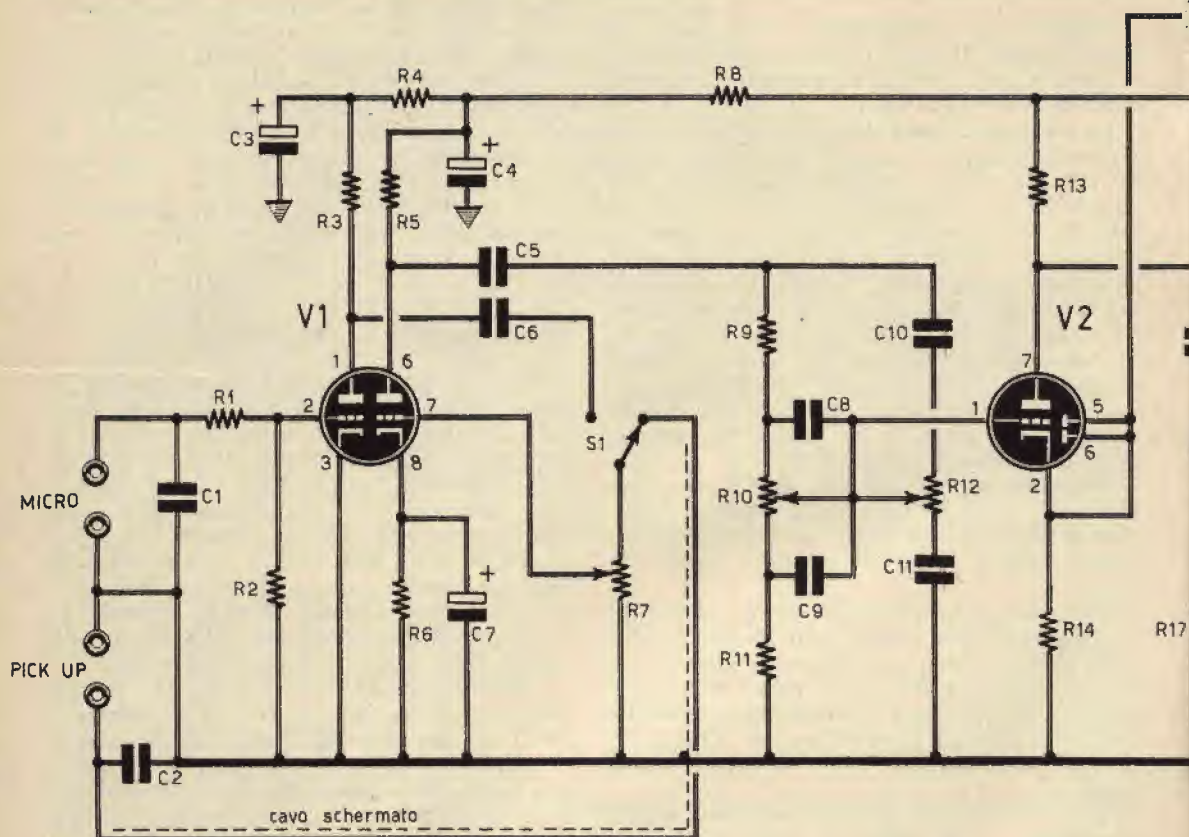 R4
R8
+
C3
+
C4
R3
R5
R13
C5
V1
C6
R9
C10
V2
1
6
7
R1
2
7
C8
1
5
3
8
S1
6
MICRO
C1
R10
R12
2
+
R2
R6
C7
R7
C9
C11
R14
R17
PICK UP
R11
C2
cavo schermato